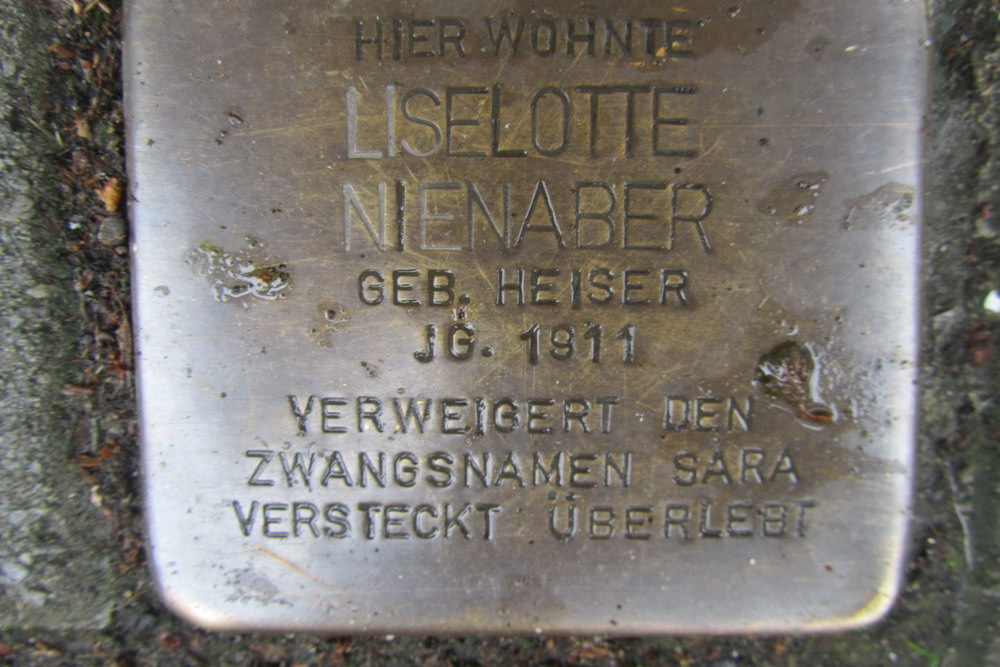 HIER WOHNTE
LISELOTTE
NIENABER
GEB. HEISER
JG. 1911
VERWEIGERT DEN
ZWANGSNAMEN SARA
VERSTECKT ÜBERLEBT